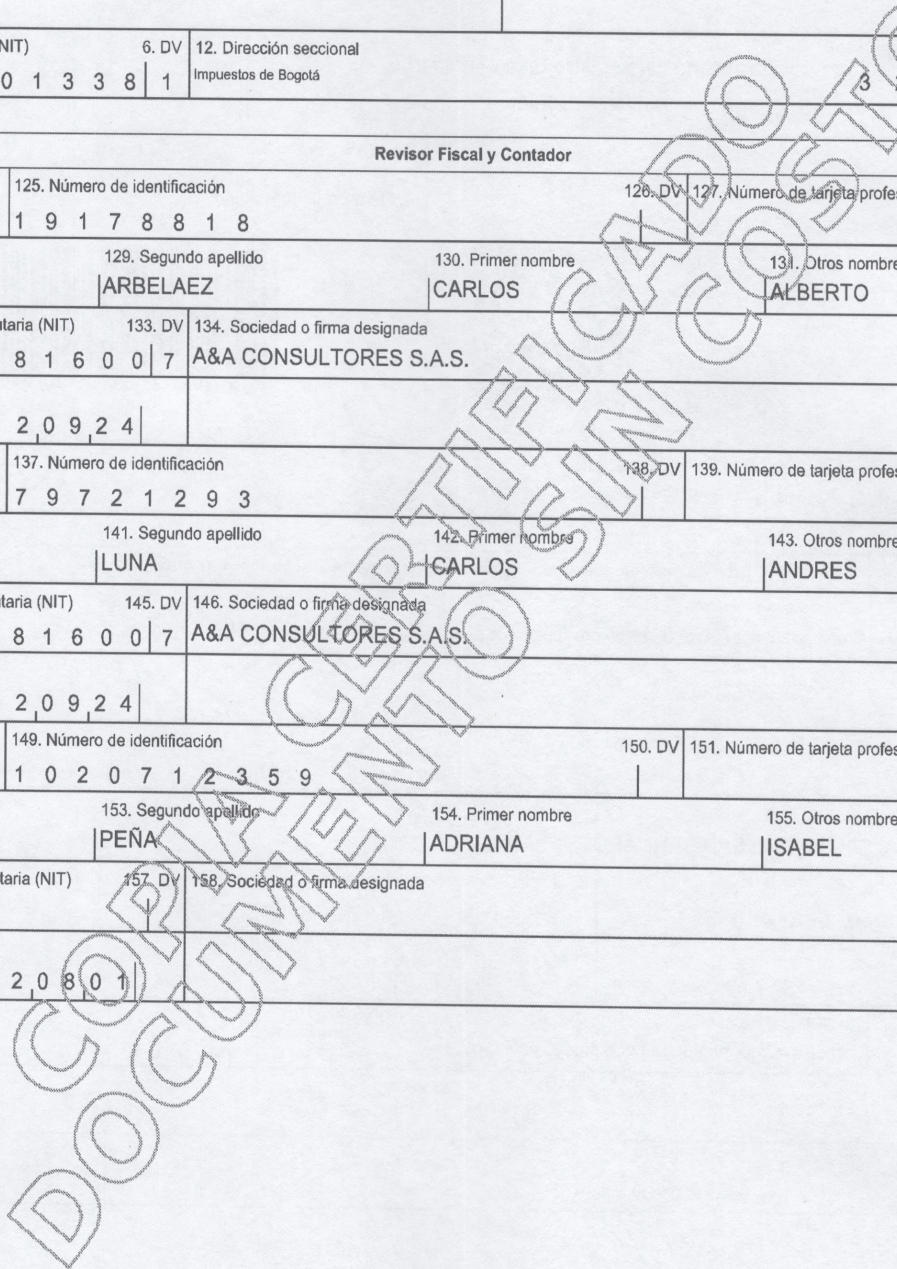 NIT) 6. DV 12. Dirección seccional
0 1 3 3 8 1 Impuestos de Bogotá 3
Revisor Fiscal y Contador
125. Número de identificación 126. DV 127. Número de tarjeta profes
1 9 1 7 8 8 1 8
129. Segundo apellido 130. Primer nombre 131. Otros nombre
ARBELAEZ CARLOS ALBERTO
taria (NIT) 133. DV 134. Sociedad o firma designada
8 1 6 0 0 7 A&A CONSULTORES S.A.S.
2 0 9 2 4
137. Número de identificación 138. DV 139. Número de tarjeta profes
7 9 7 2 1 2 9 3
141. Segundo apellido 142. Primer nombre 143. Otros nombre
LUNA CARLOS ANDRES
taria (NIT) 145. DV 146. Sociedad o firma designada
8 1 6 0 0 7 A&A CONSULTORES S.A.S.
2 0 9 2 4
149. Número de identificación 150. DV 151. Número de tarjeta profes
1 0 2 0 7 1 2 3 5 9
153. Segundo apellido 154. Primer nombre 155. Otros nombre
PEÑA ADRIANA ISABEL
taria (NIT) 157. DV 158. Sociedad o firma designada
2 0 8 0 1
COPIA CERTIFICADO
DOCUMENTO SIN COSTO